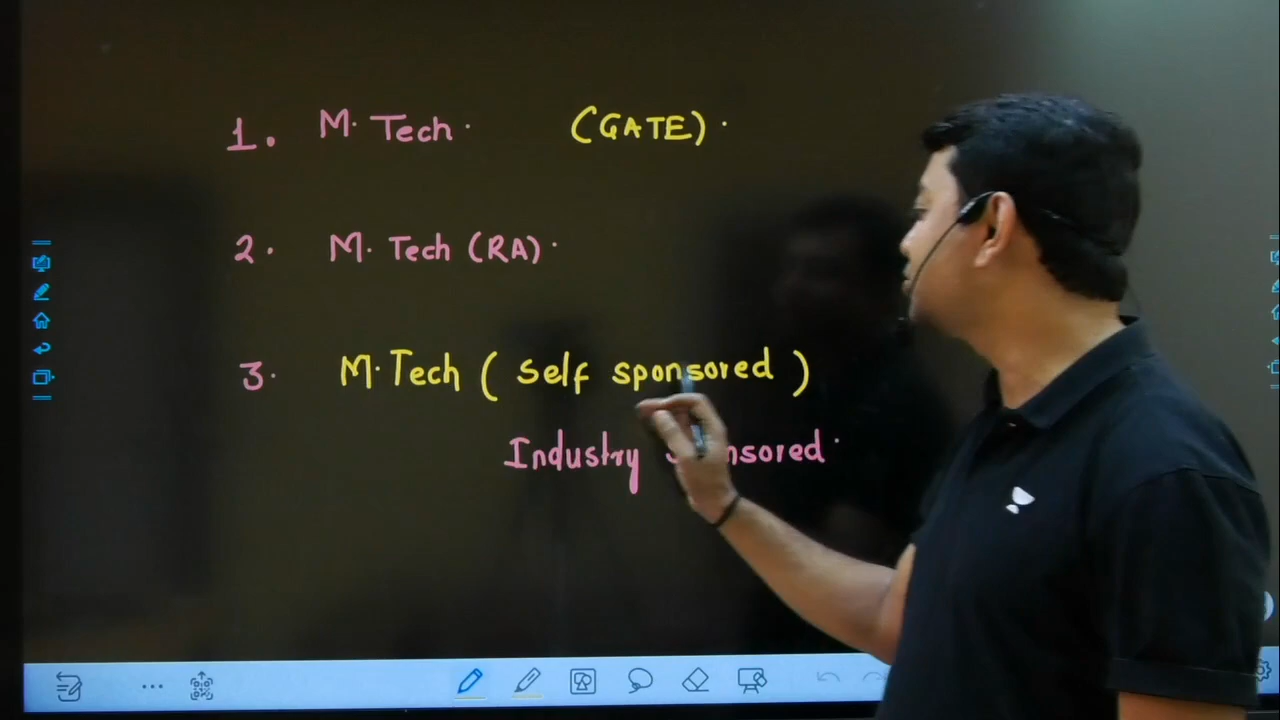 1. M. Tech. (GATE).
2. M. Tech (RA).
3. M. Tech ( Self sponsored )
Industry